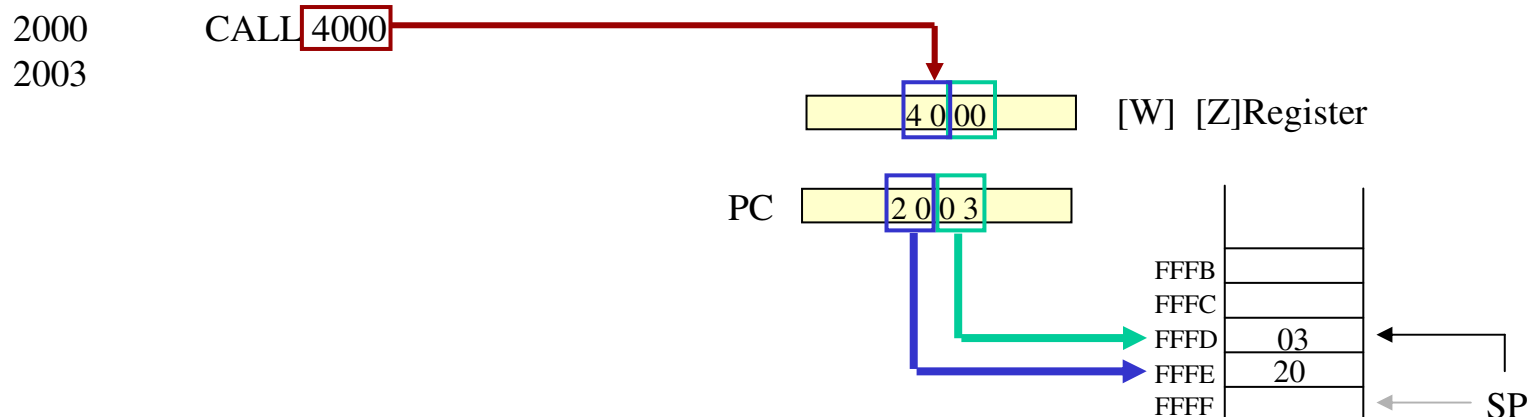 2000 CALL 4000
2003
4 0 00 [W] [Z]Register
PC 2 0 0 3
FFFB
FFFC
FFFD 03
FFFE 20
FFFF SP